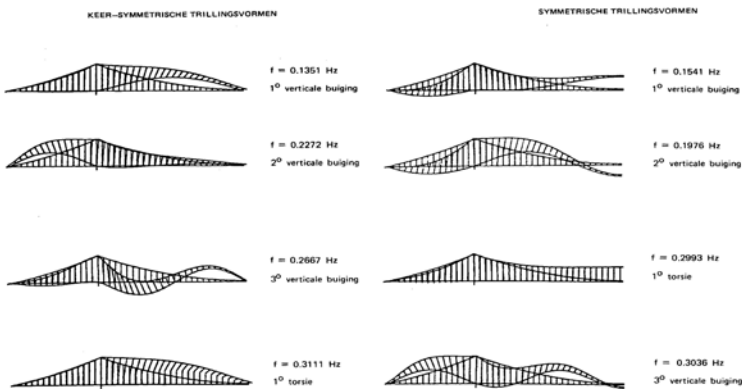 KEER–SYMMETRISCHE TRILLINGSVORMEN
f = 0.1351 Hz
1° verticale buiging
f = 0.2272 Hz
2° verticale buiging
f = 0.2667 Hz
3° verticale buiging
f = 0.3111 Hz
1° torsie
SYMMETRISCHE TRILLINGSVORMEN
f = 0.1541 Hz
1° verticale buiging
f = 0.1976 Hz
2° verticale buiging
f = 0.2993 Hz
1° torsie
f = 0.3036 Hz
3° verticale buiging